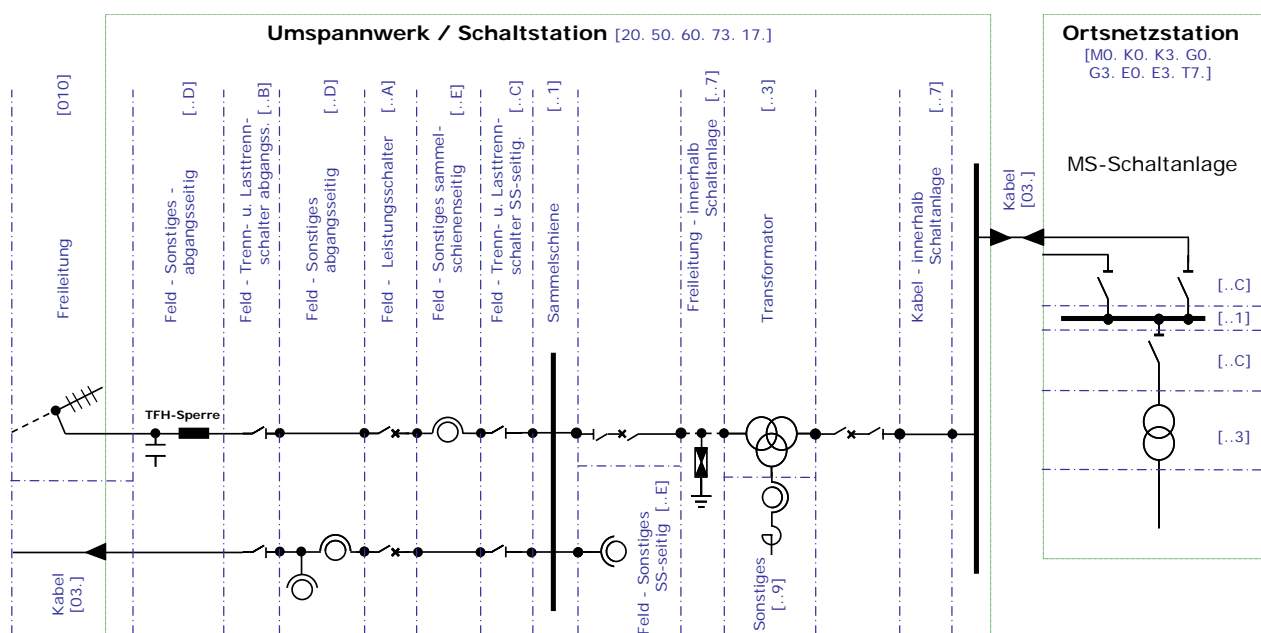 Umspannwerk / Schaltstation [20. 50. 60. 73. 17.]
Ortsnetzstation
[M0. K0. K3. G0.
G3. E0. E3. T7.]
Freileitung [010]
Feld - Sonstiges -
abgangsseitig [..D]
Feld - Trenn- u. Lasttrenn-
schalter abgangss. [..B]
Feld - Sonstiges
abgangsseitig [..D]
Feld - Leistungsschalter [..A]
Feld - Sonstiges sammel-
schienenseitig [..E]
Feld - Trenn- u. Lasttrenn-
schalter SS-seitig. [..C]
Sammelschiene [..1]
Freileitung - innerhalb
Schaltanlage [..7]
Transformator [..3]
Kabel - innerhalb
Schaltanlage [..7]
Kabel
[03.]
MS-Schaltanlage
[..C]
[..1]
[..C]
[..3]
TFH-Sperre
Kabel
[03.]
Feld - Sonstiges
SS-seitig [..E]
Sonstiges
[..9]